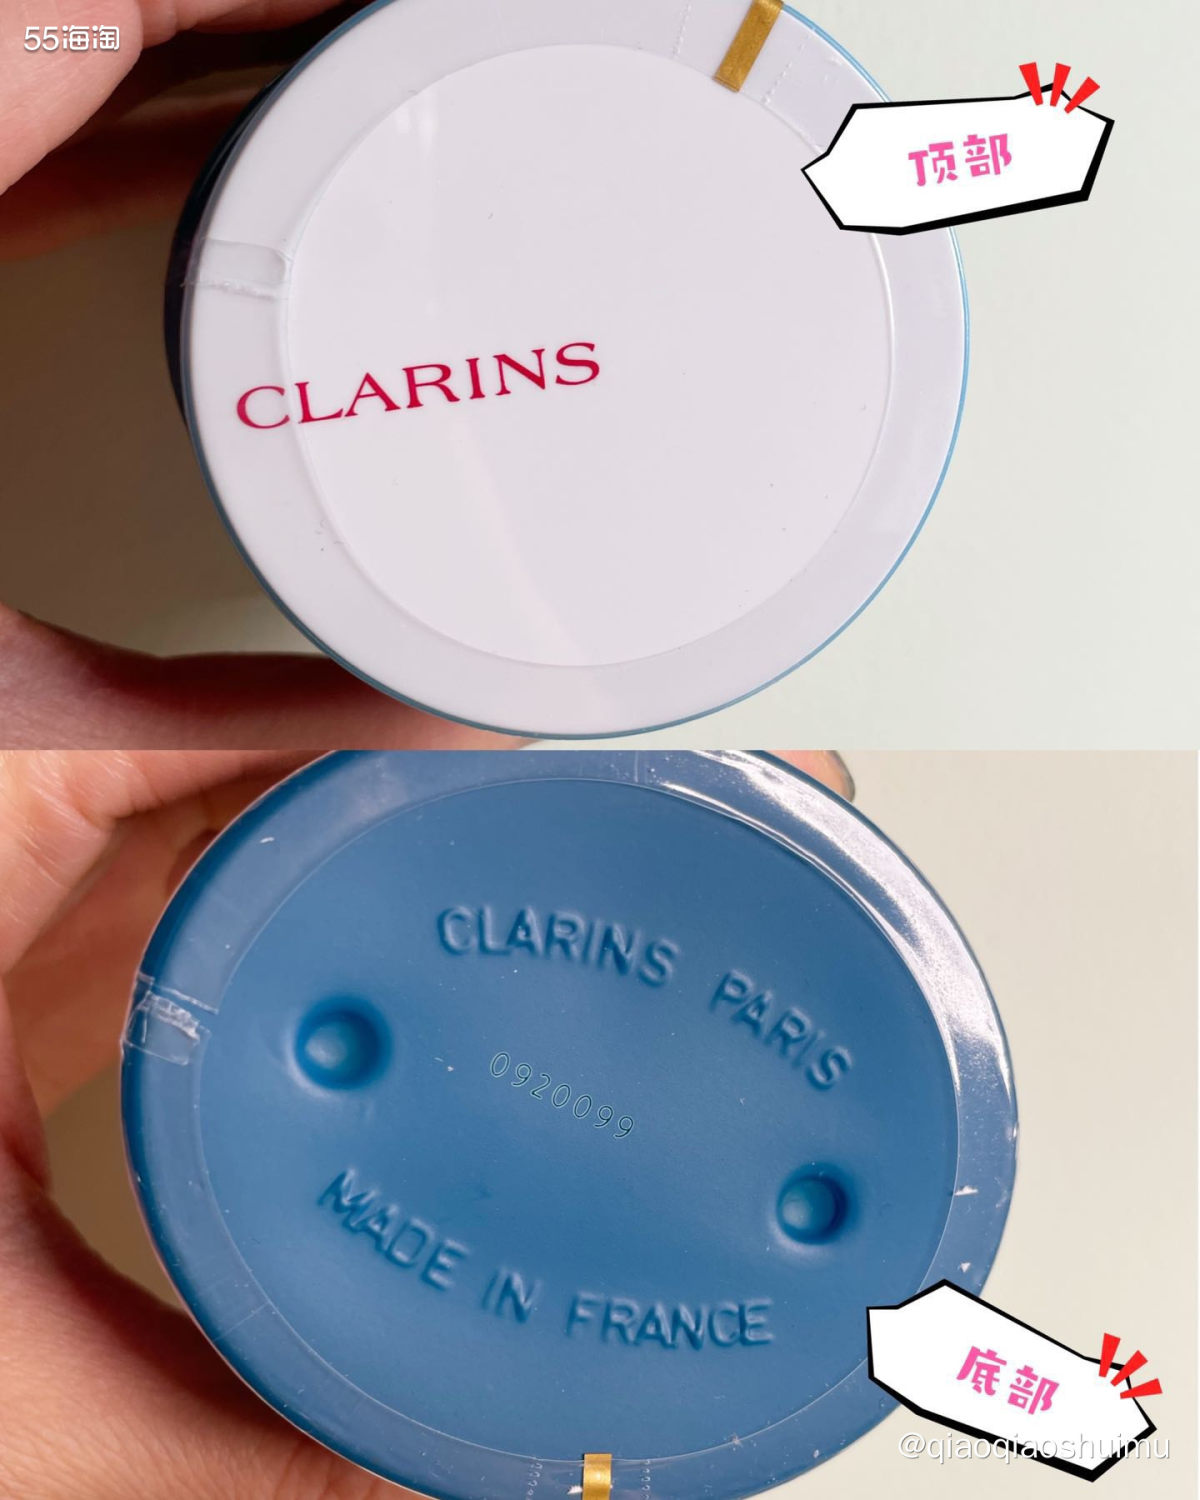 55海淘
顶部
CLARINS
CLARINS PARIS
0920099
MADE IN FRANCE
底部
@qiaoqiaoshuimu